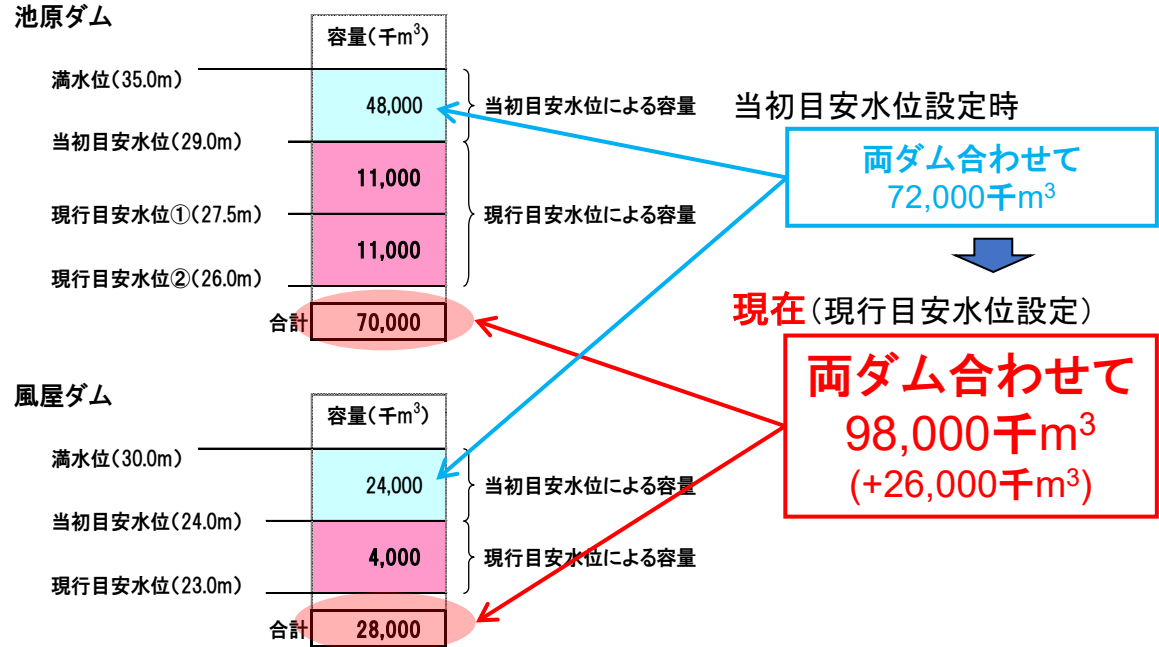 池原ダム
容量(千m³)
満水位(35.0m)
48,000
当初目安水位による容量
当初目安水位(29.0m)
11,000
現行目安水位①(27.5m)
現行目安水位による容量
11,000
現行目安水位②(26.0m)
合計 70,000
風屋ダム
容量(千m³)
満水位(30.0m)
24,000
当初目安水位による容量
当初目安水位(24.0m)
4,000
現行目安水位による容量
現行目安水位(23.0m)
合計 28,000
当初目安水位設定時
両ダム合わせて
72,000千m³
現在(現行目安水位設定)
両ダム合わせて
98,000千m³
(+26,000千m³)